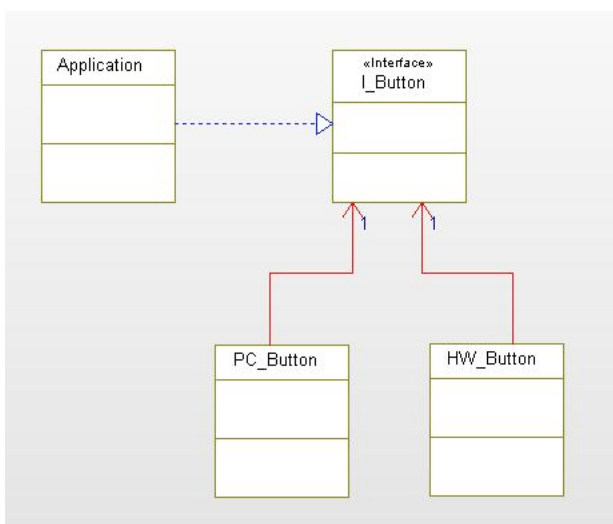 Application
«Interface»
I_Button
1
1
PC_Button
HW_Button